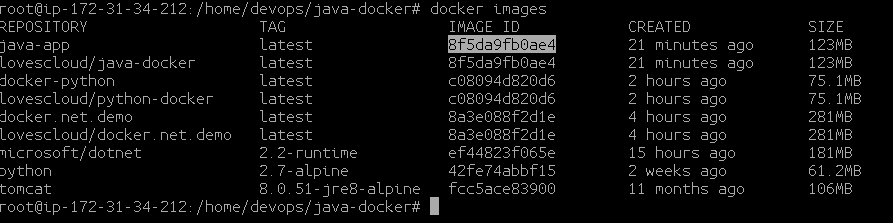 root@ip-172-31-34-212:/home/devops/java-docker# docker images
REPOSITORY TAG IMAGE ID CREATED SIZE
java-app latest 8f5da9fb0ae4 21 minutes ago 123MB
lovescloud/java-docker latest 8f5da9fb0ae4 21 minutes ago 123MB
docker-python latest c08094d820d6 2 hours ago 75.1MB
lovescloud/python-docker latest c08094d820d6 2 hours ago 75.1MB
docker.net.demo latest 8a3e088f2d1e 4 hours ago 281MB
lovescloud/docker.net.demo latest 8a3e088f2d1e 4 hours ago 281MB
microsoft/dotnet 2.2-runtime ef44823f065e 15 hours ago 181MB
python 2.7-alpine 42fe74abbf15 2 weeks ago 61.2MB
tomcat 8.0.51-jre8-alpine fcc5ace83900 11 months ago 106MB
root@ip-172-31-34-212:/home/devops/java-docker#